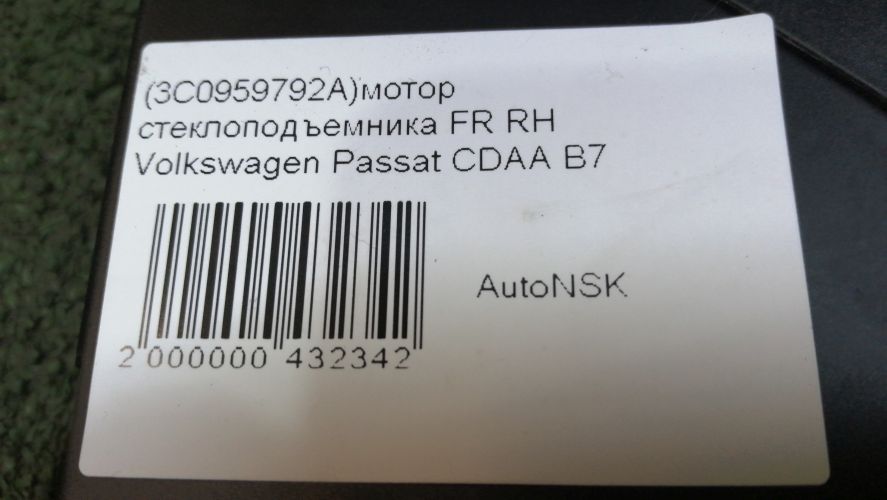 (3C0959792A)мотор
стеклоподъемника FR RH
Volkswagen Passat CDAA B7
AutoNSK
2 000000 432342